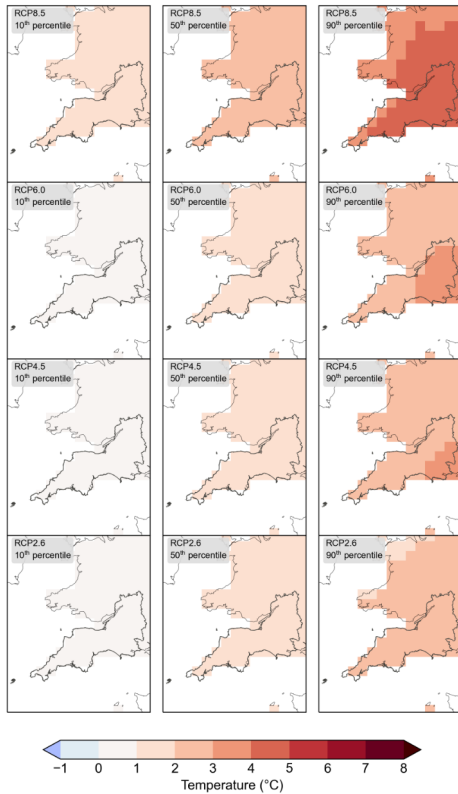 RCP8.5
10th percentile
RCP8.5
50th percentile
RCP8.5
90th percentile
RCP6.0
10th percentile
RCP6.0
50th percentile
RCP6.0
90th percentile
RCP4.5
10th percentile
RCP4.5
50th percentile
RCP4.5
90th percentile
RCP2.6
10th percentile
RCP2.6
50th percentile
RCP2.6
90th percentile
−1 0 1 2 3 4 5 6 7 8
Temperature (°C)